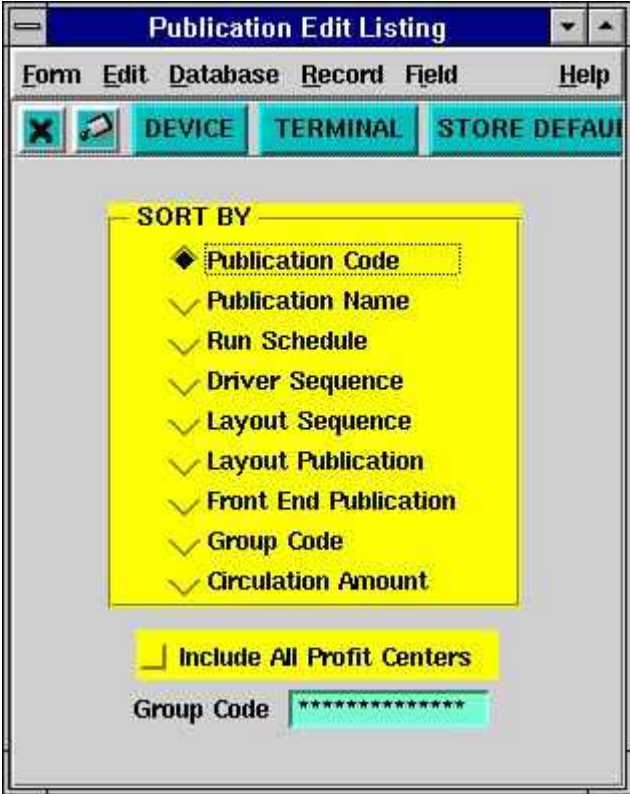 Publication Edit Listing
Form Edit Database Record Field Help
DEVICE TERMINAL STORE DEFAU
SORT BY
Publication Code
Publication Name
Run Schedule
Driver Sequence
Layout Sequence
Layout Publication
Front End Publication
Group Code
Circulation Amount
Include All Profit Centers
Group Code **************